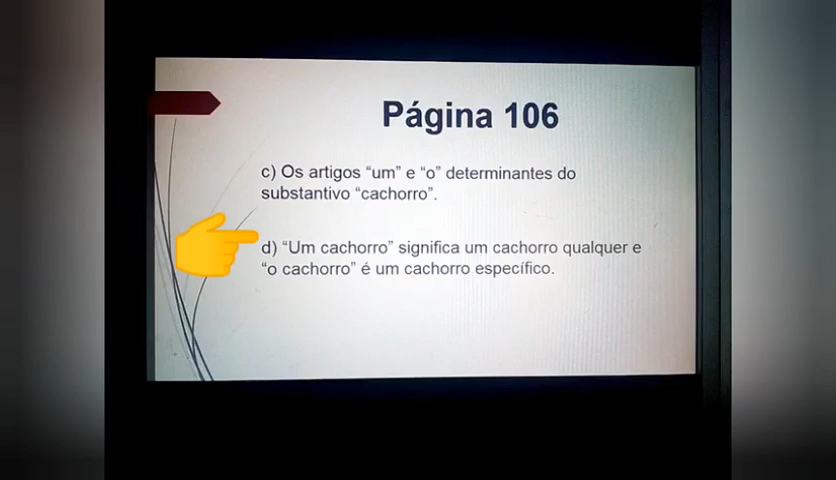 Página 106
c) Os artigos “um” e “o” determinantes do
substantivo “cachorro”.
d) “Um cachorro” significa um cachorro qualquer e
“o cachorro” é um cachorro específico.